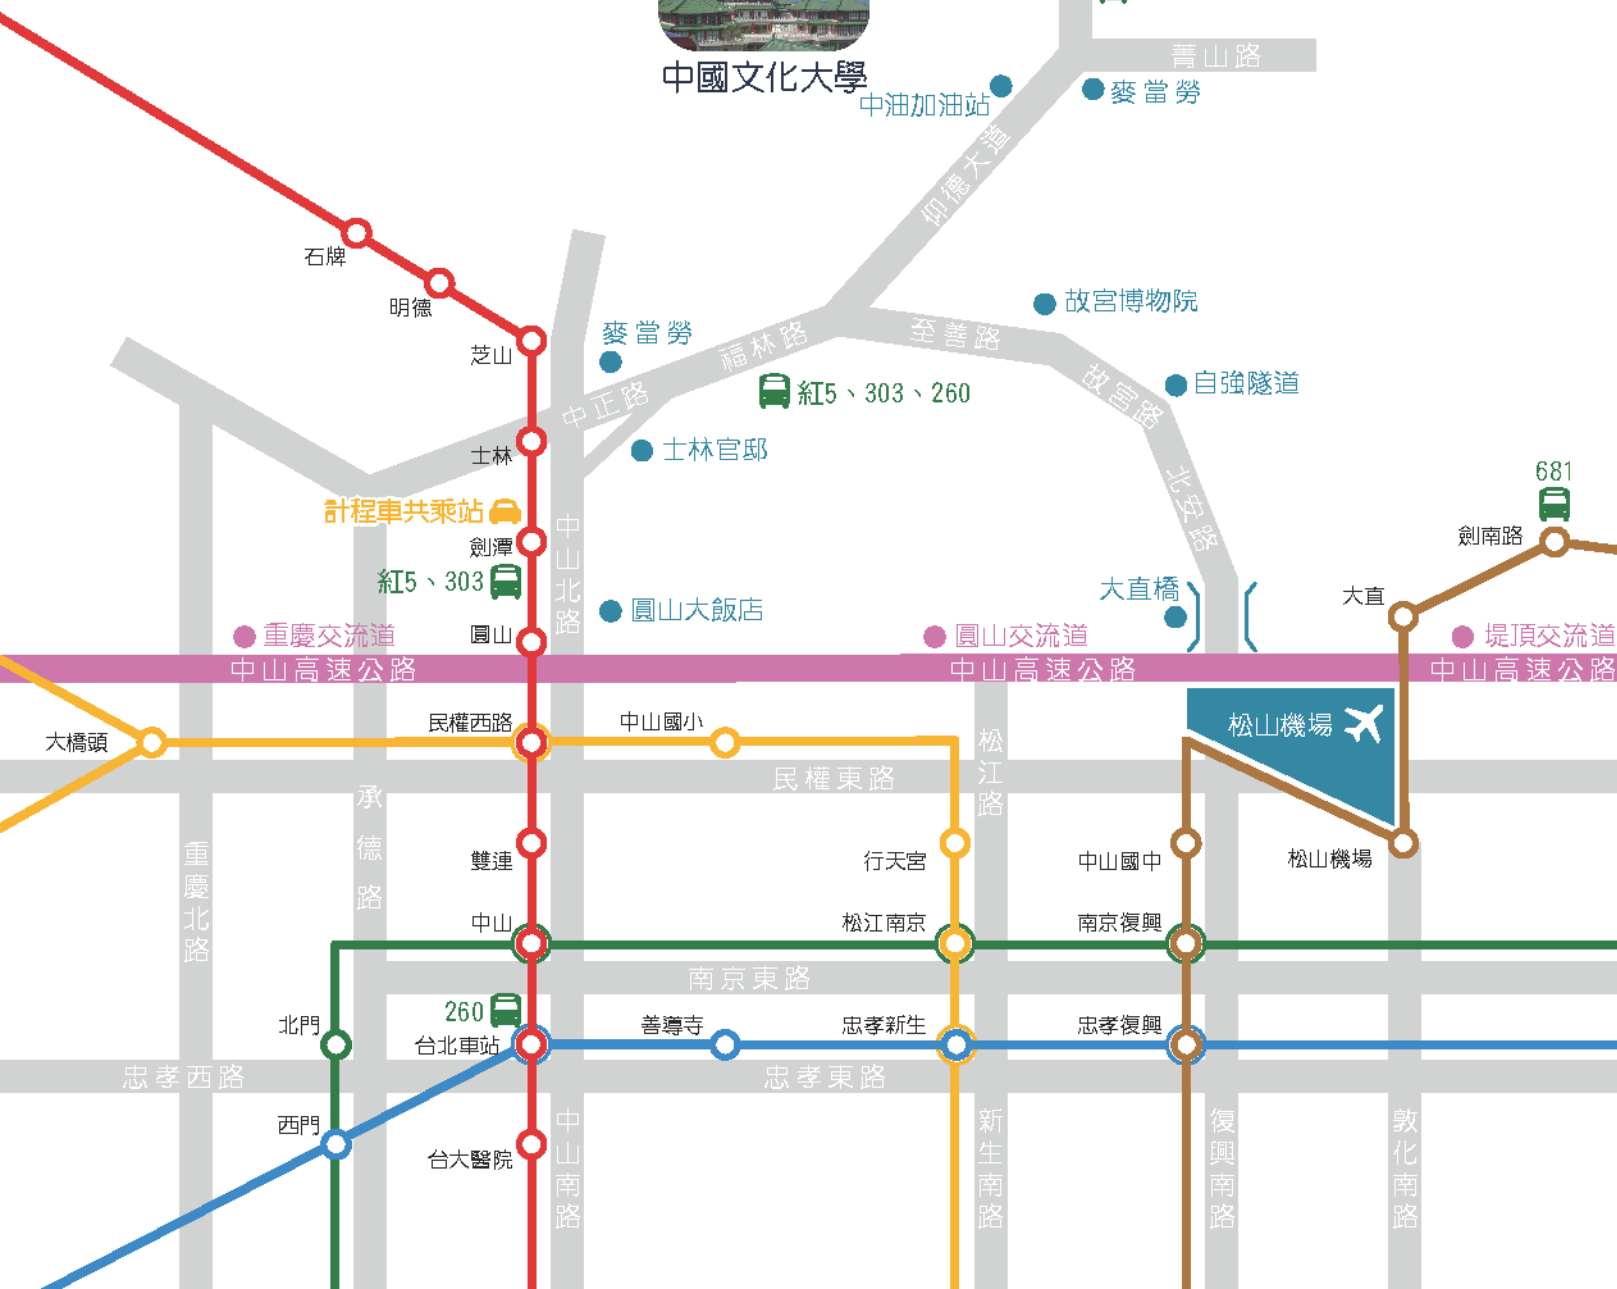 中國文化大學
菁山路
中油加油站
麥當勞
仰德大道
石牌
明德
芝山
麥當勞
福林路
至善路
故宮博物院
中正路
紅5、303、260
故宮路
自強隧道
士林
士林官邸
計程車共乘站
劍潭
紅5、303
中山北路
北安路
681
劍南路
大直橋
大直
圓山大飯店
圓山
重慶交流道
圓山交流道
堤頂交流道
中山高速公路
中山高速公路
中山高速公路
大橋頭
民權西路
中山國小
松江路
松山機場
民權東路
承德路
重慶北路
雙連
行天宮
中山國中
松山機場
中山
松江南京
南京復興
南京東路
260
北門
台北車站
善導寺
忠孝新生
忠孝復興
忠孝西路
忠孝東路
西門
台大醫院
中山南路
新生南路
復興南路
敦化南路